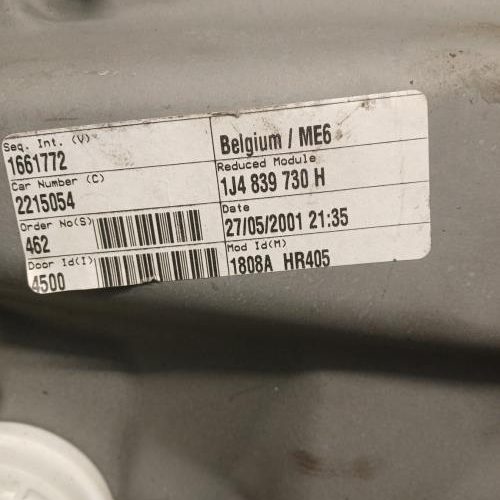 Seq. Int. (V)
1661772
Car Number (C)
2215054
Order No(S)
462
Door Id(I)
4500
Belgium / ME6
Reduced Module
1J4 839 730 H
Date
27/05/2001 21:35
Mod Id(M)
1808A HR405